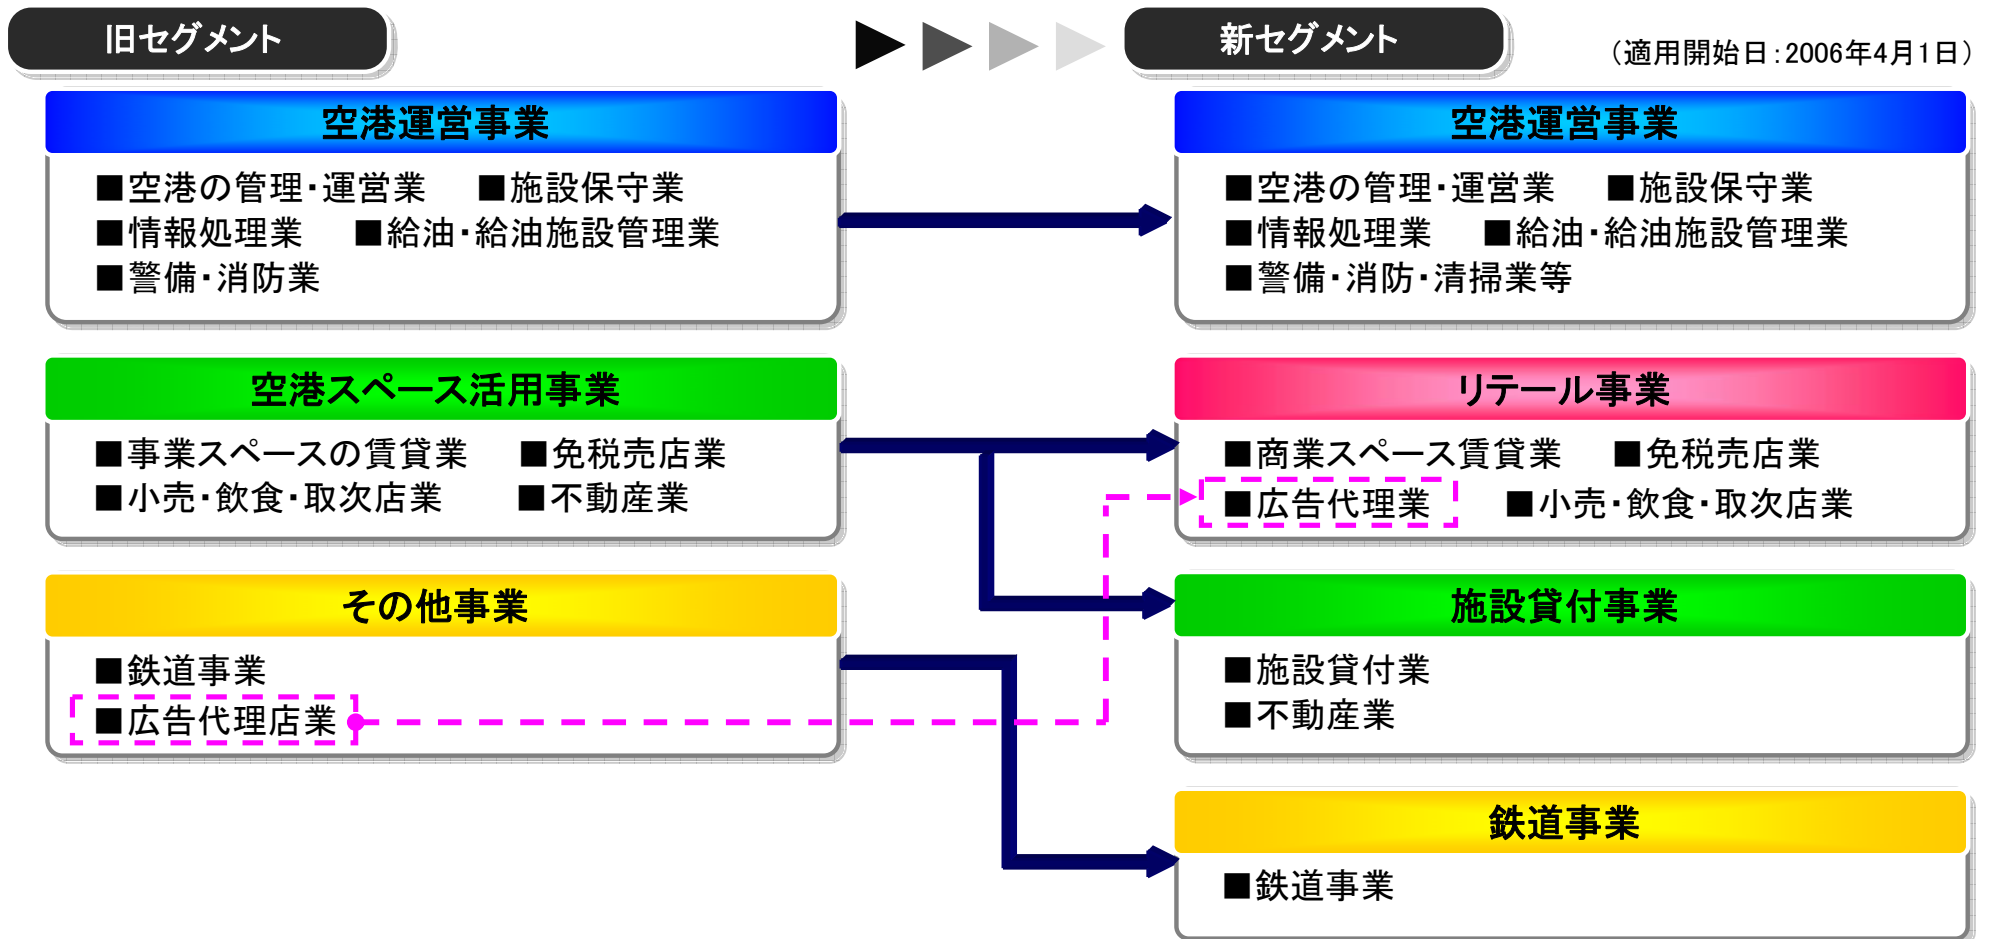 旧セグメント
新セグメント
（適用開始日：2006年4月1日）
空港運営事業
■空港の管理・運営業　■施設保守業
■情報処理業　■給油・給油施設管理業
■警備・消防業
空港スペース活用事業
■事業スペースの賃貸業　■免税売店業
■小売・飲食・取次店業　■不動産業
その他事業
■鉄道事業
■広告代理店業
空港運営事業
■空港の管理・運営業　■施設保守業
■情報処理業　■給油・給油施設管理業
■警備・消防・清掃業等
リテール事業
■商業スペース賃貸業　■免税売店業
■広告代理業　■小売・飲食・取次店業
施設貸付事業
■施設貸付業
■不動産業
鉄道事業
■鉄道事業